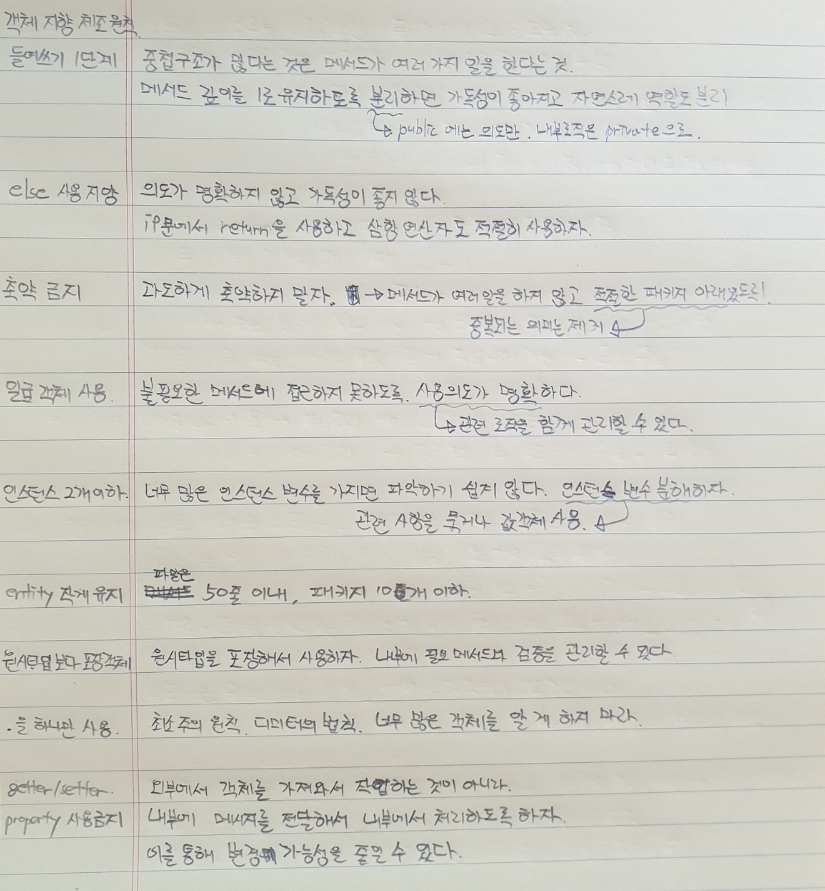 객체 지향 체조 원칙
들여쓰기 1단계 중첩구조가 많다는 것은 메서드가 여러 가지 일을 한다는 것.
메서드 깊이를 1로 유지하도록 분리하면 가독성이 좋아지고 자연스레 역할도 분리
↳ public 에는 의도만. 내부로직은 private으로.
else 사용 지양 의도가 명확하지 않고 가독성이 좋지 않다.
if문에서 return을 사용하고 삼항 연산자도 적절히 사용하자.
축약 금지 과도하게 축약하지 말자. → 메서드가 여러일을 하지 않고 적절한 패키지 아래있도록!
중복되는 의미는 제거
일급 객체 사용. 불필요한 메서드에 접근하지 못하도록. 사용의도가 명확하다.
↳ 관련 로직을 함께 관리할 수 있다.
인스턴스 2개이하. 너무 많은 인스턴스 변수를 가지면 파악하기 쉽지 않다. 인스턴스 변수 분해하자.
관련 사항을 묶거나 값객체 사용.
entity 작게 유지 파일은 50줄 이내, 패키지 10개 이하.
원시타입보다 포장객체 원시타입을 포장해서 사용하자. 내부에 필요 메서드와 검증을 관리할 수 있다
.을 하나만 사용. 최소 주의 원칙. 디미터의 법칙. 너무 많은 객체를 알 게 하지 마라.
getter/setter. 외부에서 객체를 가져와서 작업하는 것이 아니라.
property 사용금지 내부에 메시지를 전달해서 내부에서 처리하도록 하자.
이를 통해 변경 가능성을 줄일 수 있다.